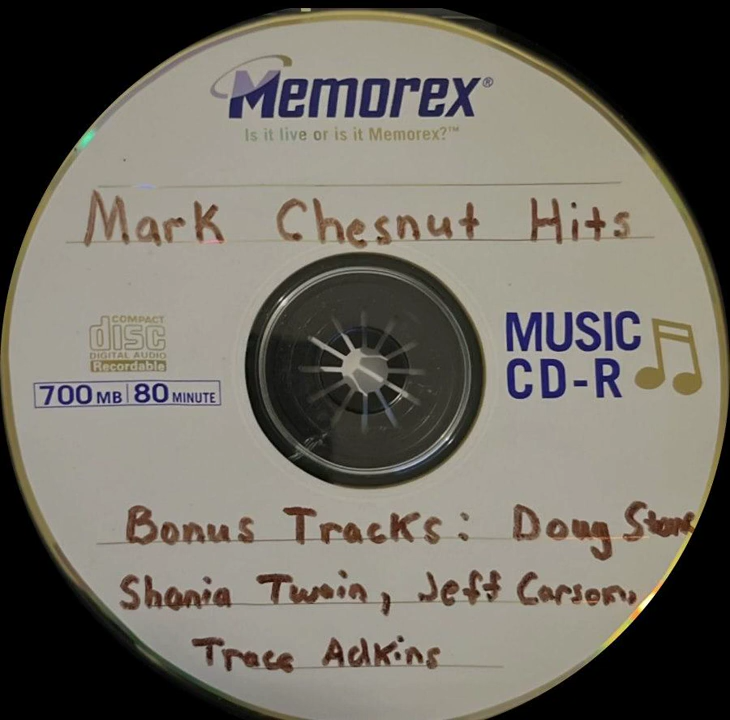 Memorex®
Is it live or is it Memorex?™
Mark Chesnut Hits
COMPACT
disc
DIGITAL AUDIO
Recordable
700 MB | 80 MINUTE
MUSIC
CD-R
Bonus Tracks: Doug Stone
Shania Twain, Jeff Carson,
Trace Adkins